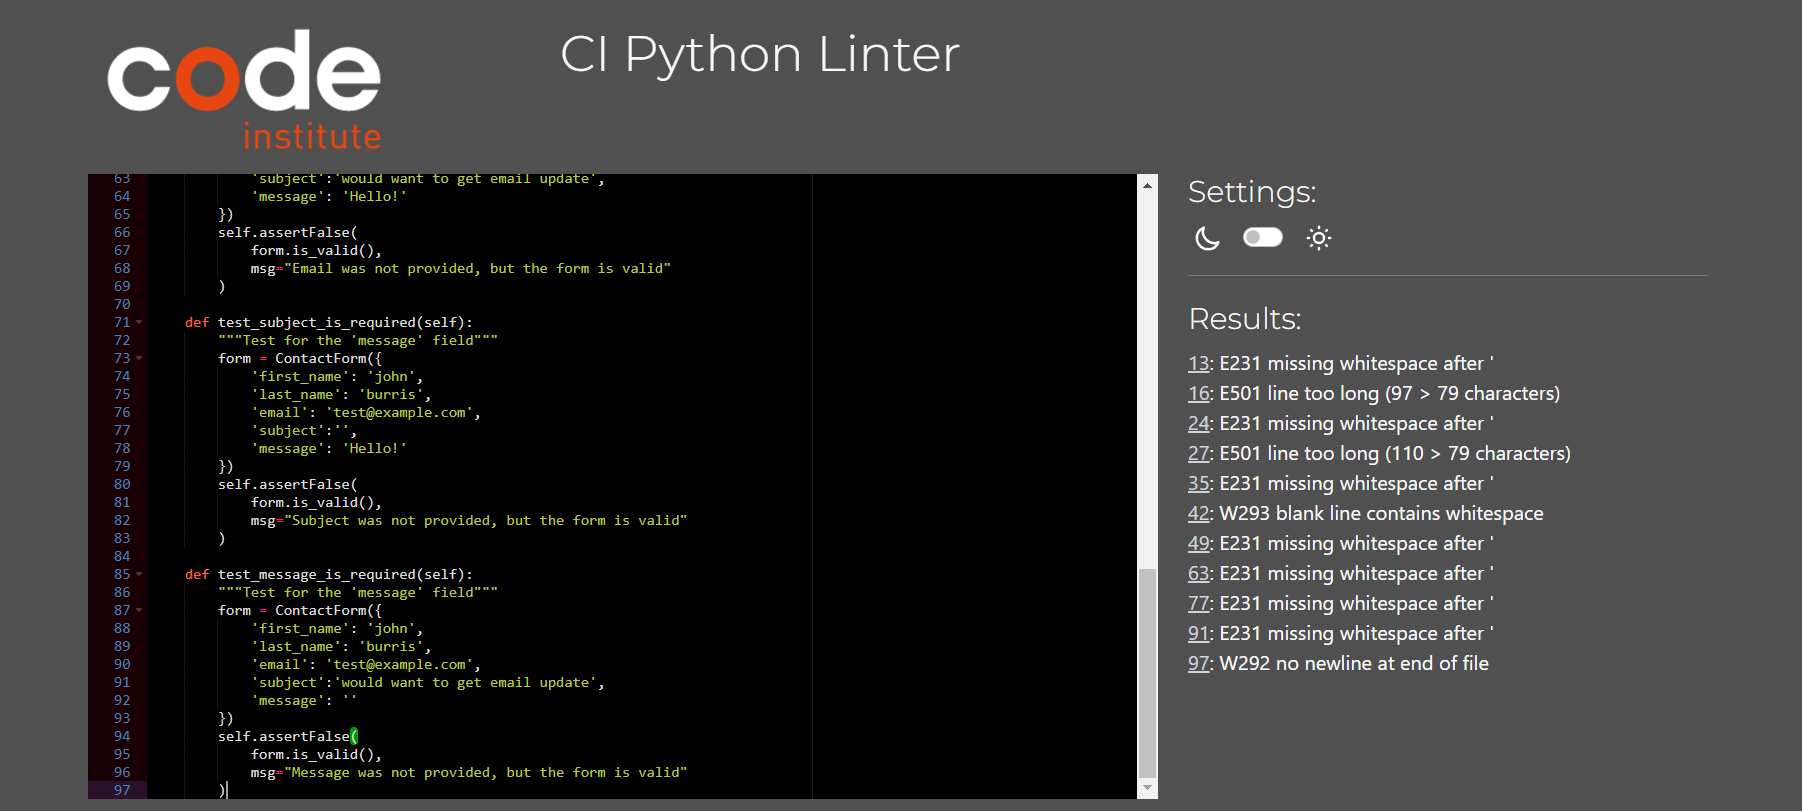 code
institute
CI Python Linter
63 'subject':'would want to get email update',
64 'message': 'Hello!'
65 })
66 self.assertFalse(
67 form.is_valid(),
68 msg="Email was not provided, but the form is valid"
69 )
70
71 def test_subject_is_required(self):
72 """Test for the 'message' field"""
73 form = ContactForm({
74 'first_name': 'john',
75 'last_name': 'burris',
76 'email': 'test@example.com',
77 'subject':'',
78 'message': 'Hello!'
79 })
80 self.assertFalse(
81 form.is_valid(),
82 msg="Subject was not provided, but the form is valid"
83 )
84
85 def test_message_is_required(self):
86 """Test for the 'message' field"""
87 form = ContactForm({
88 'first_name': 'john',
89 'last_name': 'burris',
90 'email': 'test@example.com',
91 'subject':'would want to get email update',
92 'message': ''
93 })
94 self.assertFalse(
95 form.is_valid(),
96 msg="Message was not provided, but the form is valid"
97 )
Settings:
Results:
13: E231 missing whitespace after '
16: E501 line too long (97 > 79 characters)
24: E231 missing whitespace after '
27: E501 line too long (110 > 79 characters)
35: E231 missing whitespace after '
42: W293 blank line contains whitespace
49: E231 missing whitespace after '
63: E231 missing whitespace after '
77: E231 missing whitespace after '
91: E231 missing whitespace after '
97: W292 no newline at end of file